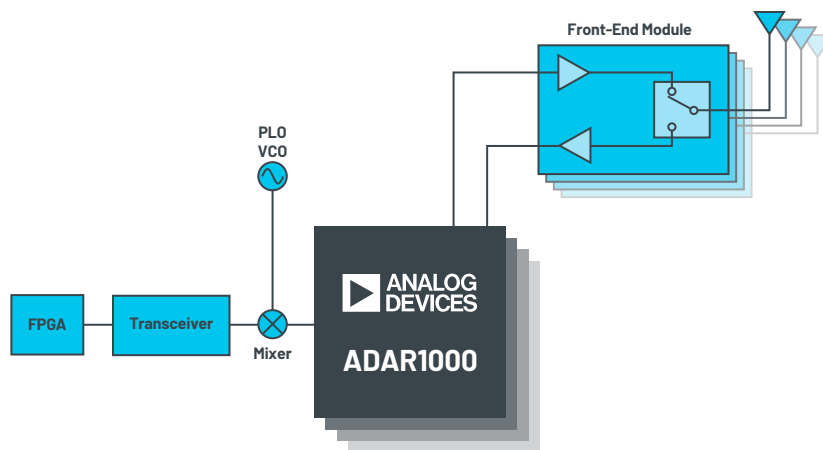 Front-End Module
PLO
VCO
FPGA
Transceiver
Mixer
ANALOG
DEVICES
ADAR1000